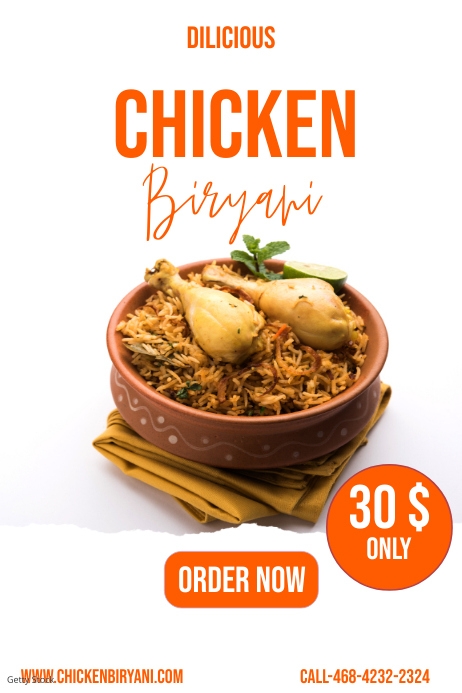 DILICIOUS
CHICKEN
Biryani
30 $
ONLY
ORDER NOW
WWW.CHICKENBIRYANI.COM
Getty Stock
CALL-468-4232-2324